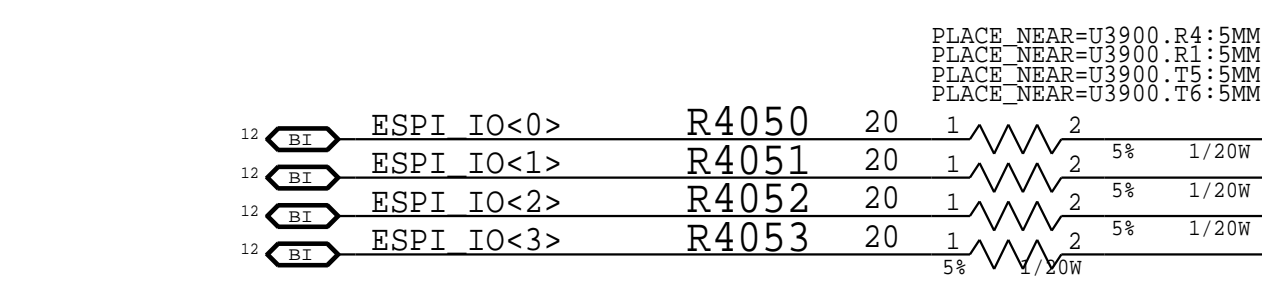 PLACE_NEAR=U3900.R4:5MM
PLACE_NEAR=U3900.R1:5MM
PLACE_NEAR=U3900.T5:5MM
PLACE_NEAR=U3900.T6:5MM
12 BI ESPI_IO<0> R4050 20 1 2
5% 1/20W
12 BI ESPI_IO<1> R4051 20 1 2
5% 1/20W
12 BI ESPI_IO<2> R4052 20 1 2
5% 1/20W
12 BI ESPI_IO<3> R4053 20 1 2
5% 1/20W